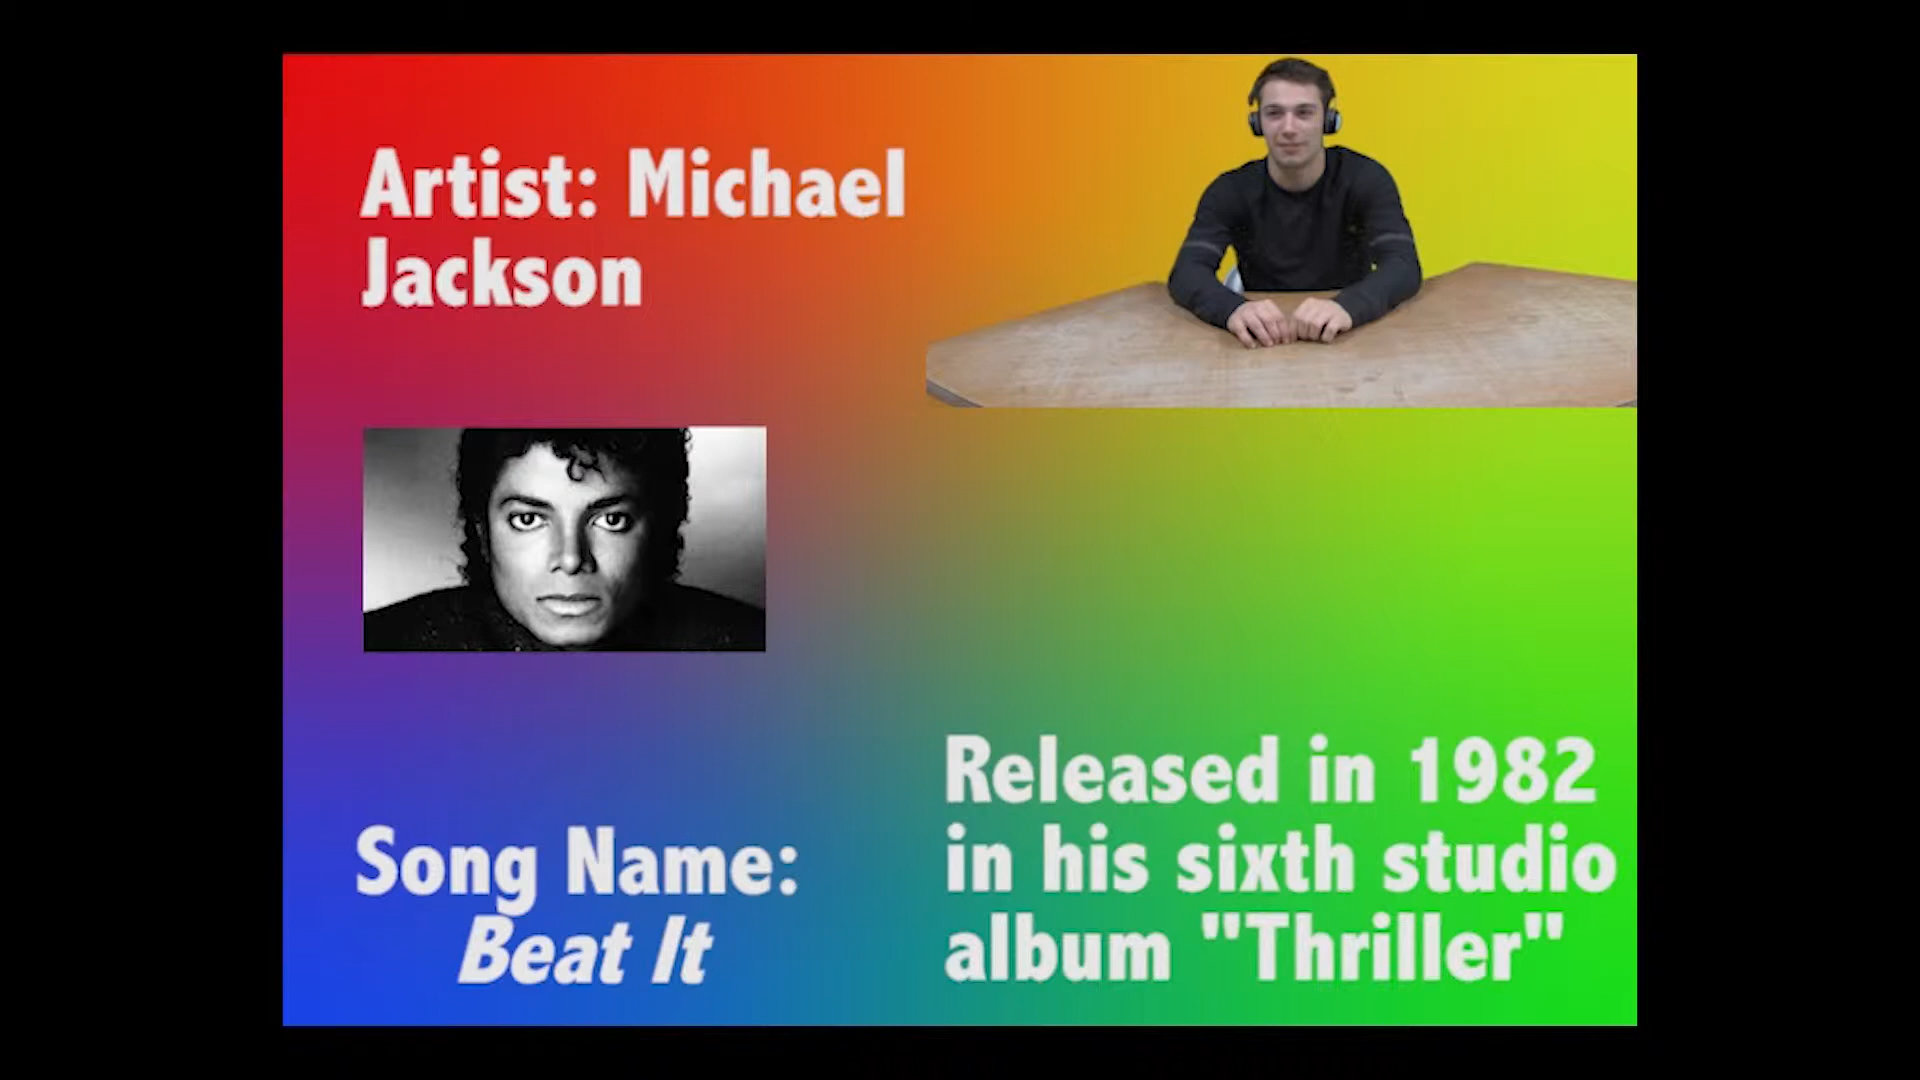 Artist: Michael
Jackson
Song Name:
Beat It
Released in 1982
in his sixth studio
album "Thriller"